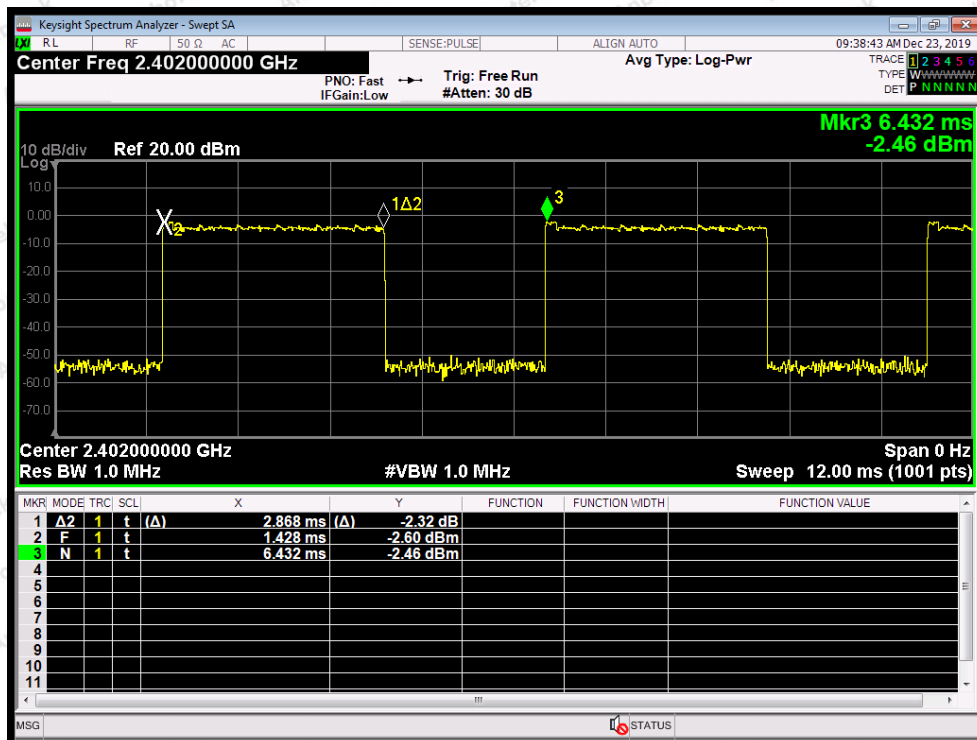 Keysight Spectrum Analyzer - Swept SA
LXI RL RF 50 Ω AC SENSE:PULSE ALIGN AUTO 09:38:43 AM Dec 23, 2019
Center Freq 2.402000000 GHz
PNO: Fast
IFGain:Low
Trig: Free Run
#Atten: 30 dB
Avg Type: Log-Pwr
TRACE 1 2 3 4 5 6
TYPE WWWWWWW
DET P N N N N N
Mkr3 6.432 ms
-2.46 dBm
10 dB/div Ref 20.00 dBm
Log
10.0
0.00
-10.0
-20.0
-30.0
-40.0
-50.0
-60.0
-70.0
X2
1Δ2
3
Center 2.402000000 GHz Span 0 Hz
Res BW 1.0 MHz #VBW 1.0 MHz Sweep 12.00 ms (1001 pts)
MKR MODE TRC SCL X Y FUNCTION FUNCTION WIDTH FUNCTION VALUE
1 Δ2 1 t (Δ) 2.868 ms (Δ) -2.32 dB
2 F 1 t 1.428 ms -2.60 dBm
3 N 1 t 6.432 ms -2.46 dBm
4
5
6
7
8
9
10
11
MSG STATUS